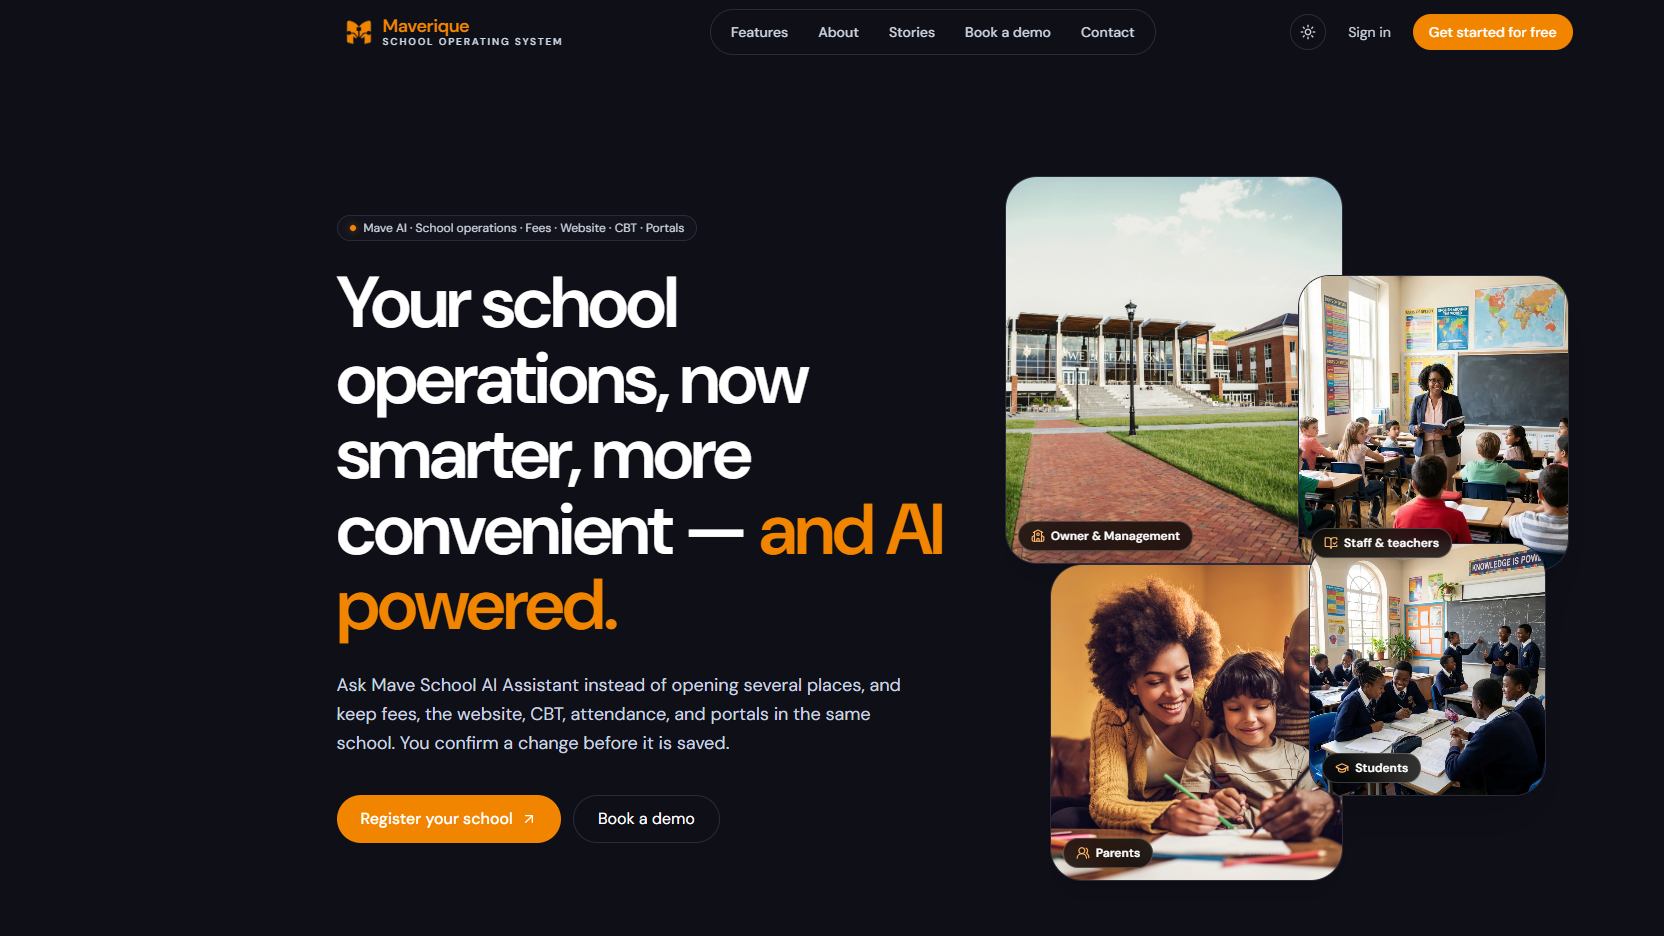 Maverique
SCHOOL OPERATING SYSTEM
Features
About
Stories
Book a demo
Contact
Sign in
Get started for free
Mave AI · School operations · Fees · Website · CBT · Portals
Your school
operations, now
smarter, more
convenient — and AI
powered.
Ask Mave School AI Assistant instead of opening several places, and
keep fees, the website, CBT, attendance, and portals in the same
school. You confirm a change before it is saved.
Register your school
Book a demo
Owner & Management
Staff & teachers
KNOWLEDGE IS
Students
Parents